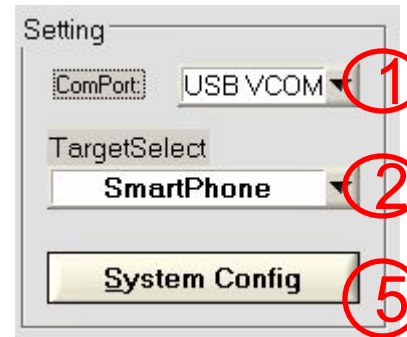 Setting
ComPort: USB VCOM 1
TargetSelect
SmartPhone 2
System Config 5